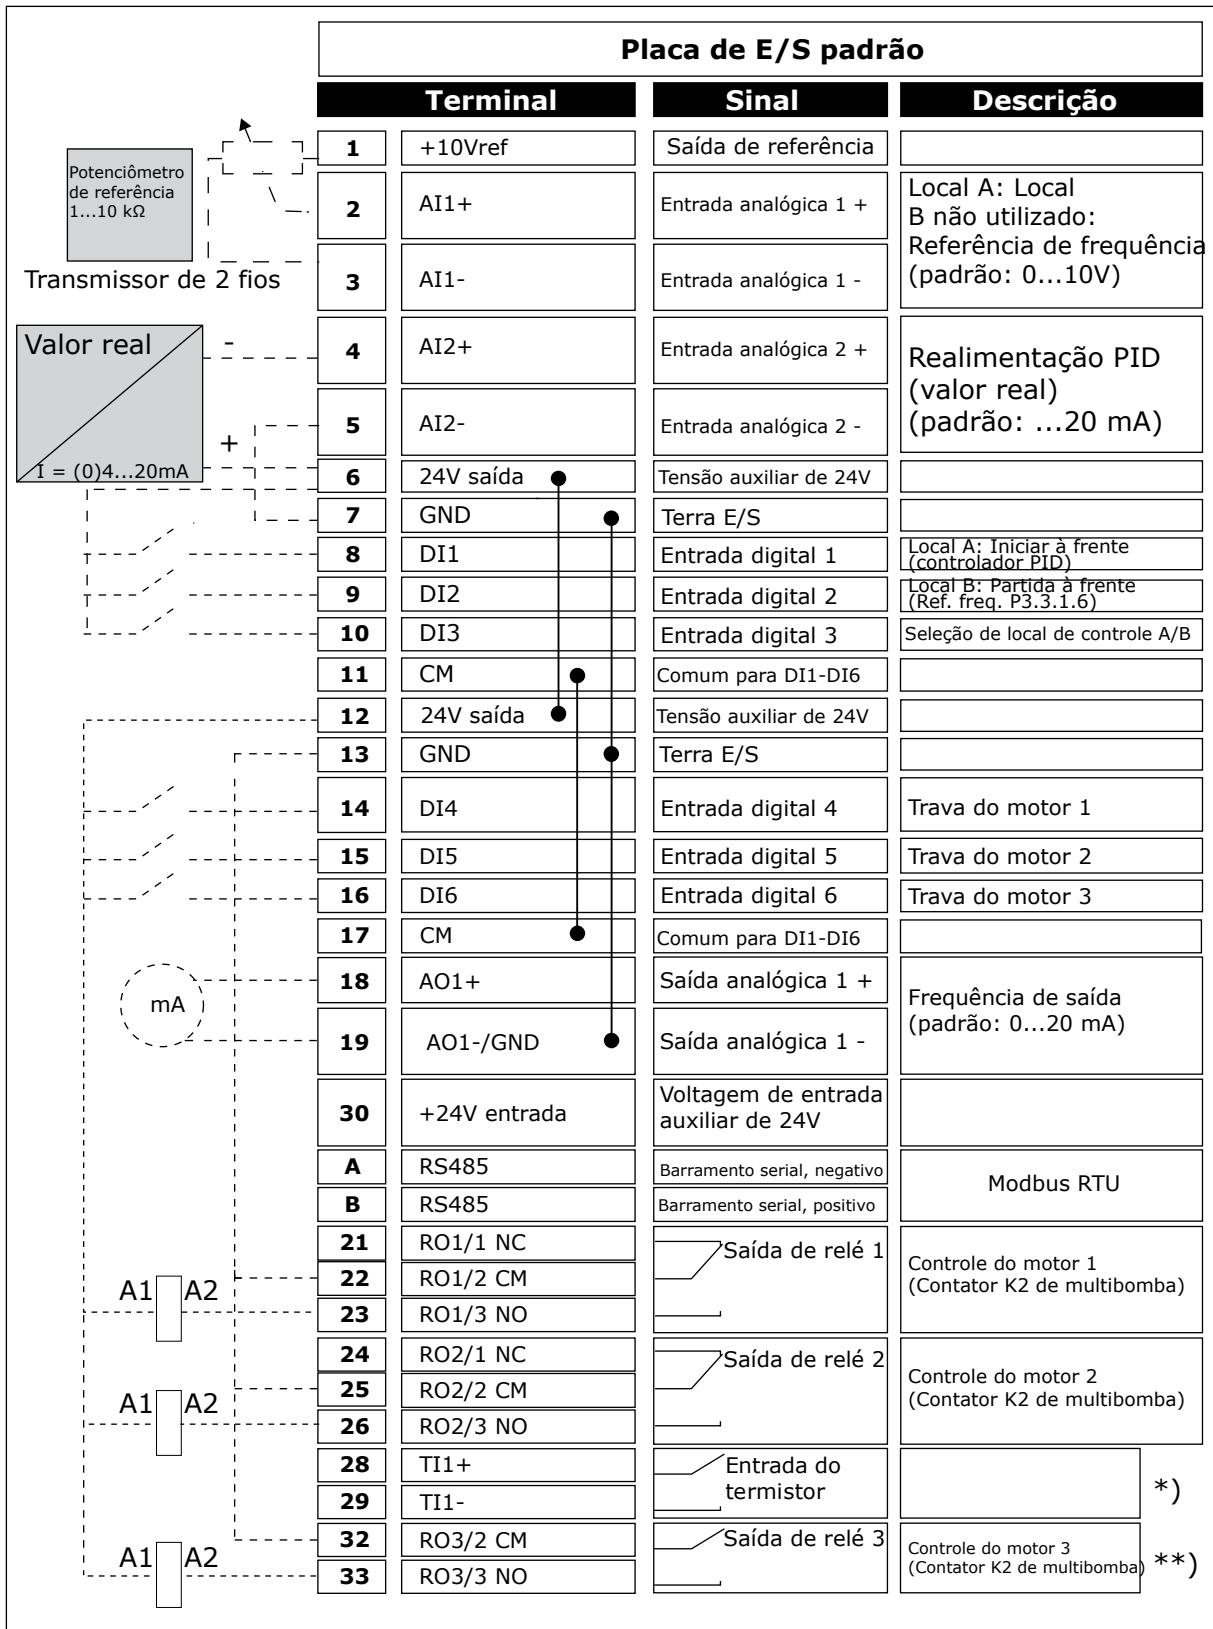 Placa de E/S padrão
Terminal Sinal Descrição
Potenciômetro
de referência
1...10 kΩ
Transmissor de 2 fios
1 +10Vref Saída de referência
2 AI1+ Entrada analógica 1 +
3 AI1- Entrada analógica 1 -
Local A: Local
B não utilizado:
Referência de frequência
(padrão: 0...10V)
Valor real
-
+
I = (0)4...20mA
4 AI2+ Entrada analógica 2 +
5 AI2- Entrada analógica 2 -
Realimentação PID
(valor real)
(padrão: ...20 mA)
6 24V saída Tensão auxiliar de 24V
7 GND Terra E/S
8 DI1 Entrada digital 1
Local A: Iniciar à frente
(controlador PID)
9 DI2 Entrada digital 2
Local B: Partida à frente
(Ref. freq. P3.3.1.6)
10 DI3 Entrada digital 3 Seleção de local de controle A/B
11 CM Comum para DI1-DI6
12 24V saída Tensão auxiliar de 24V
13 GND Terra E/S
14 DI4 Entrada digital 4 Trava do motor 1
15 DI5 Entrada digital 5 Trava do motor 2
16 DI6 Entrada digital 6 Trava do motor 3
17 CM Comum para DI1-DI6
mA
18 AO1+ Saída analógica 1 +
19 AO1-/GND Saída analógica 1 -
Frequência de saída
(padrão: 0...20 mA)
30 +24V entrada
Voltagem de entrada
auxiliar de 24V
A RS485 Barramento serial, negativo
B RS485 Barramento serial, positivo
Modbus RTU
21 RO1/1 NC Saída de relé 1
22 RO1/2 CM
A1 A2
23 RO1/3 NO
Controle do motor 1
(Contator K2 de multibomba)
24 RO2/1 NC Saída de relé 2
25 RO2/2 CM
A1 A2
26 RO2/3 NO
Controle do motor 2
(Contator K2 de multibomba)
28 TI1+
29 TI1-
Entrada do
termistor
*)
32 RO3/2 CM Saída de relé 3
A1 A2
33 RO3/3 NO
Controle do motor 3
(Contator K2 de multibomba)
**)